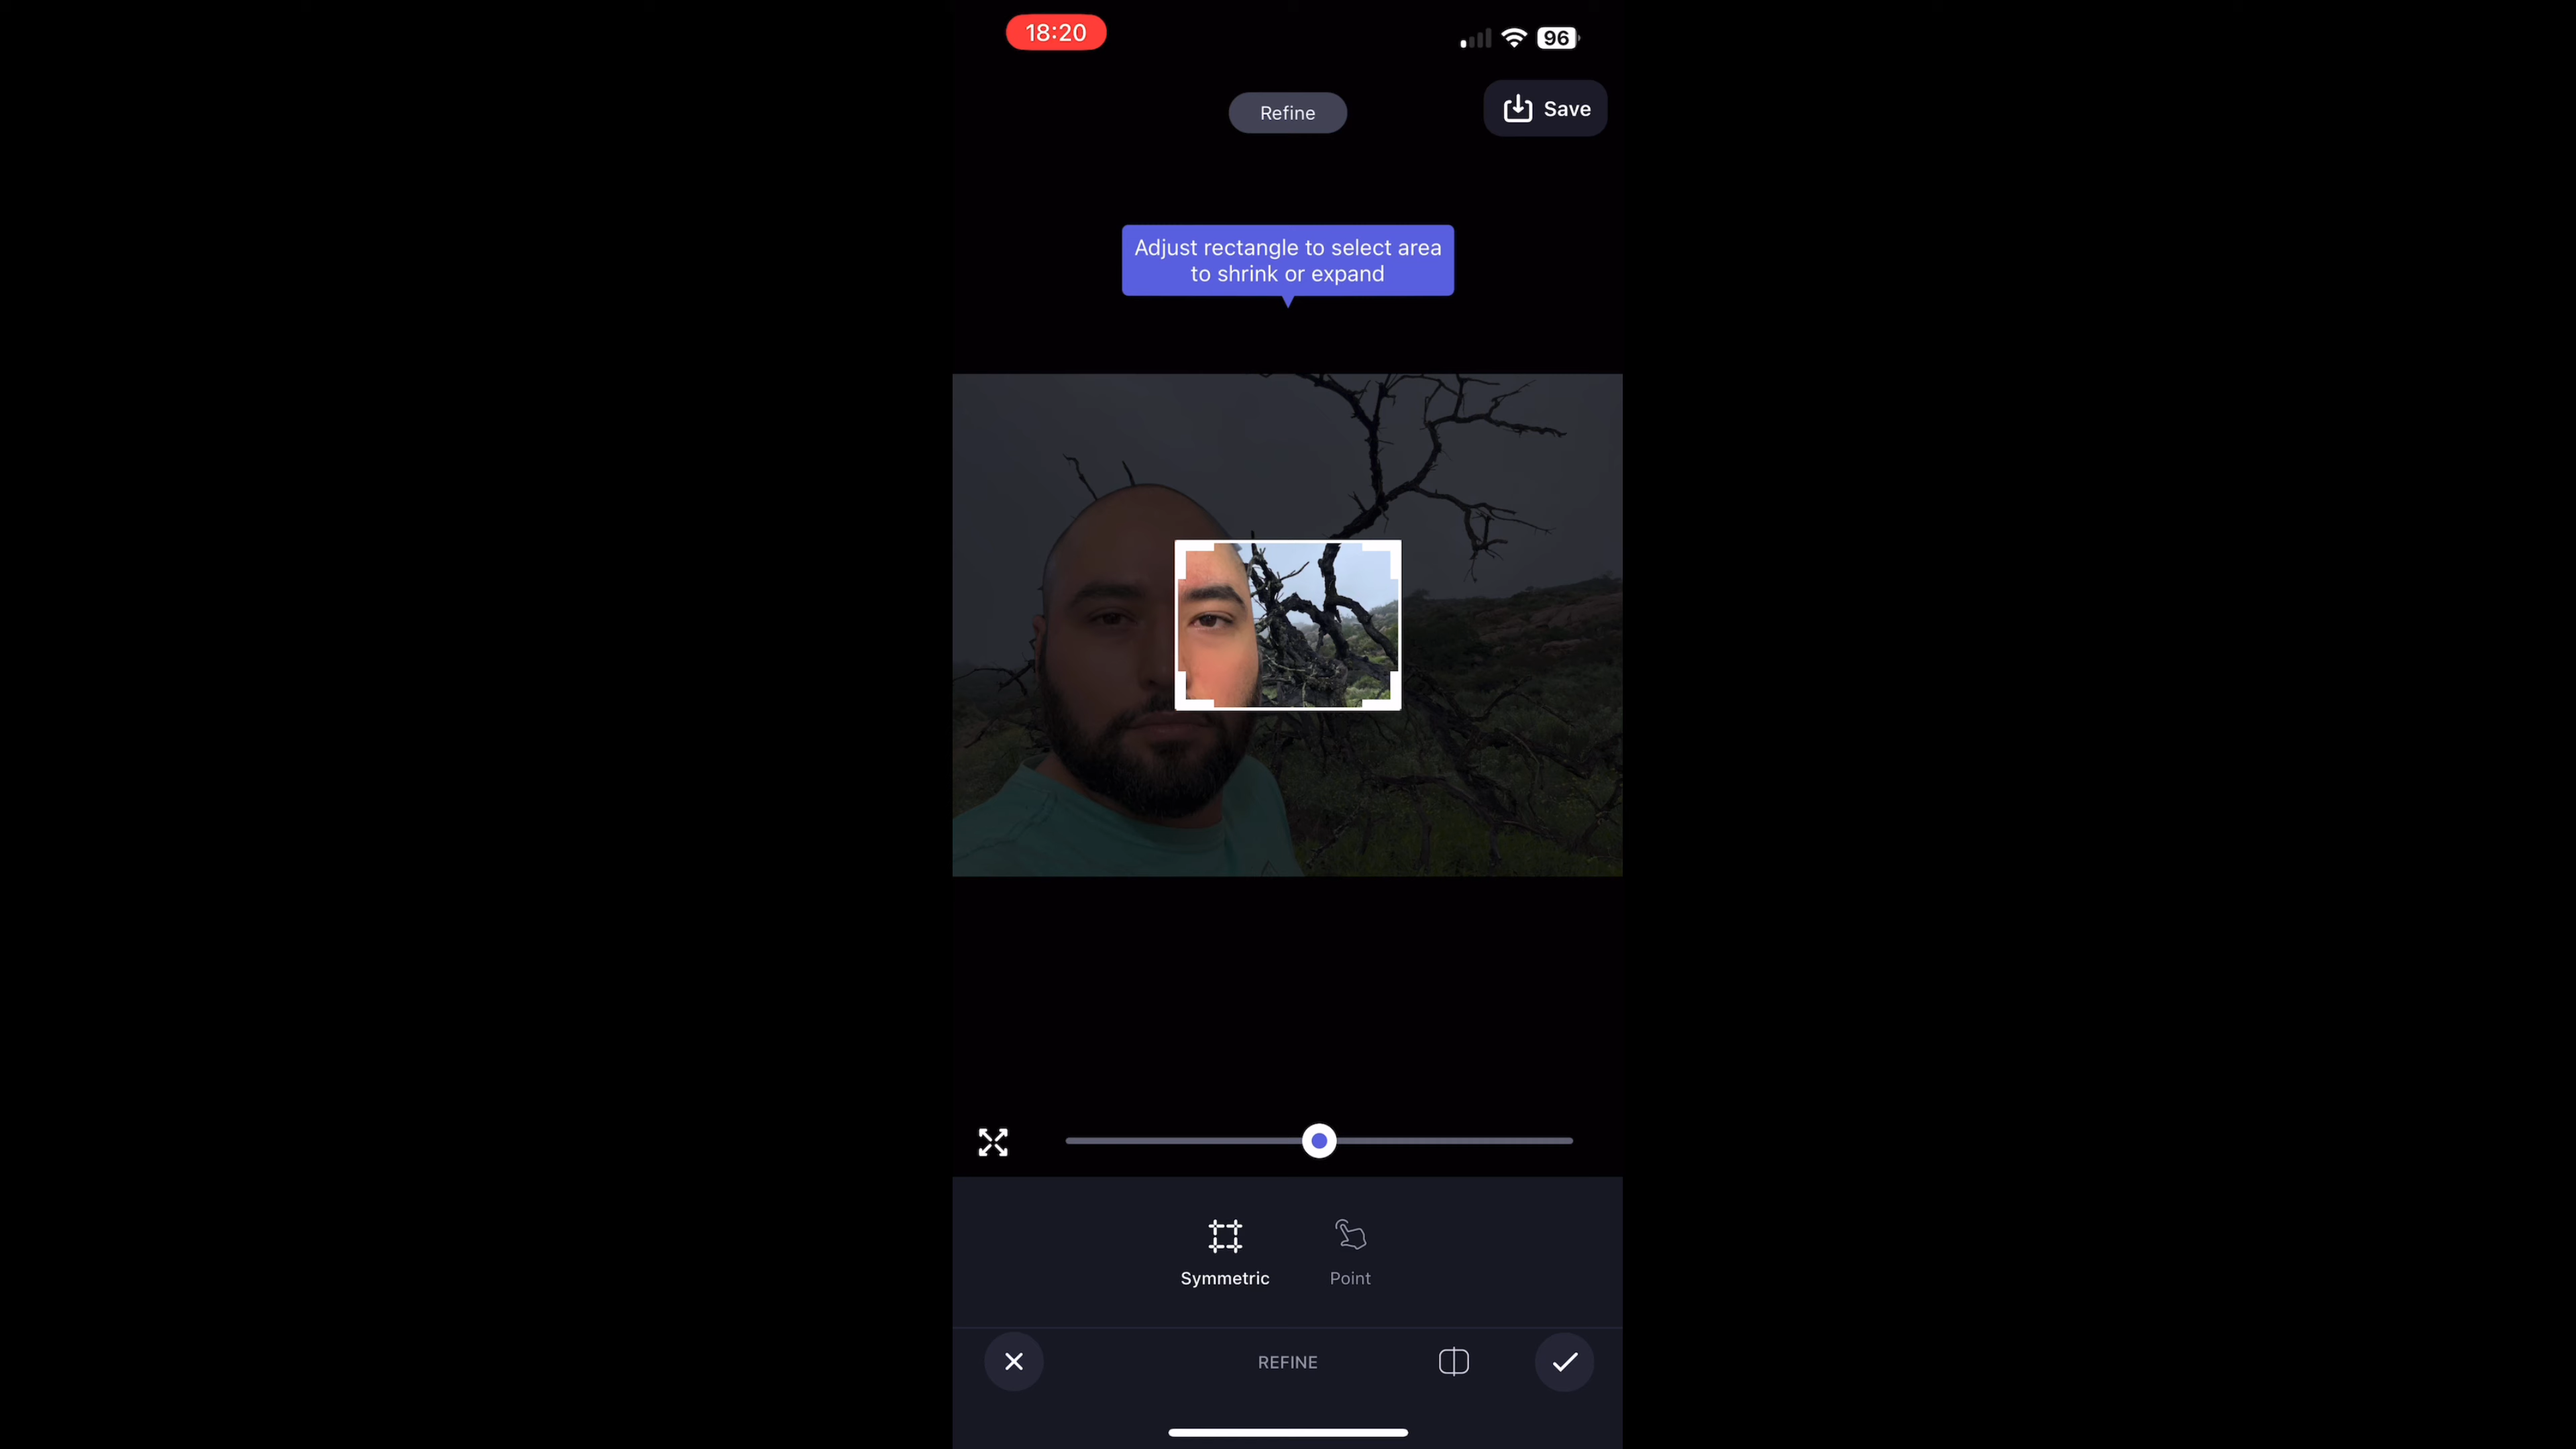 18:20
96
Refine
Save
Adjust rectangle to select area
to shrink or expand
Symmetric
Point
REFINE